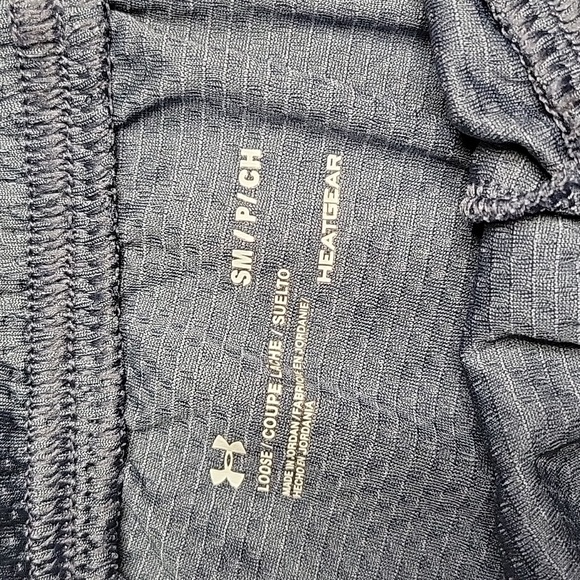 SM / P / CH
LOOSE / COUPE LÂCHE / SUELTO
MADE IN JORDAN / FABRIQUÉ EN JORDANIE /
HECHO EN JORDANIA
HEATGEAR